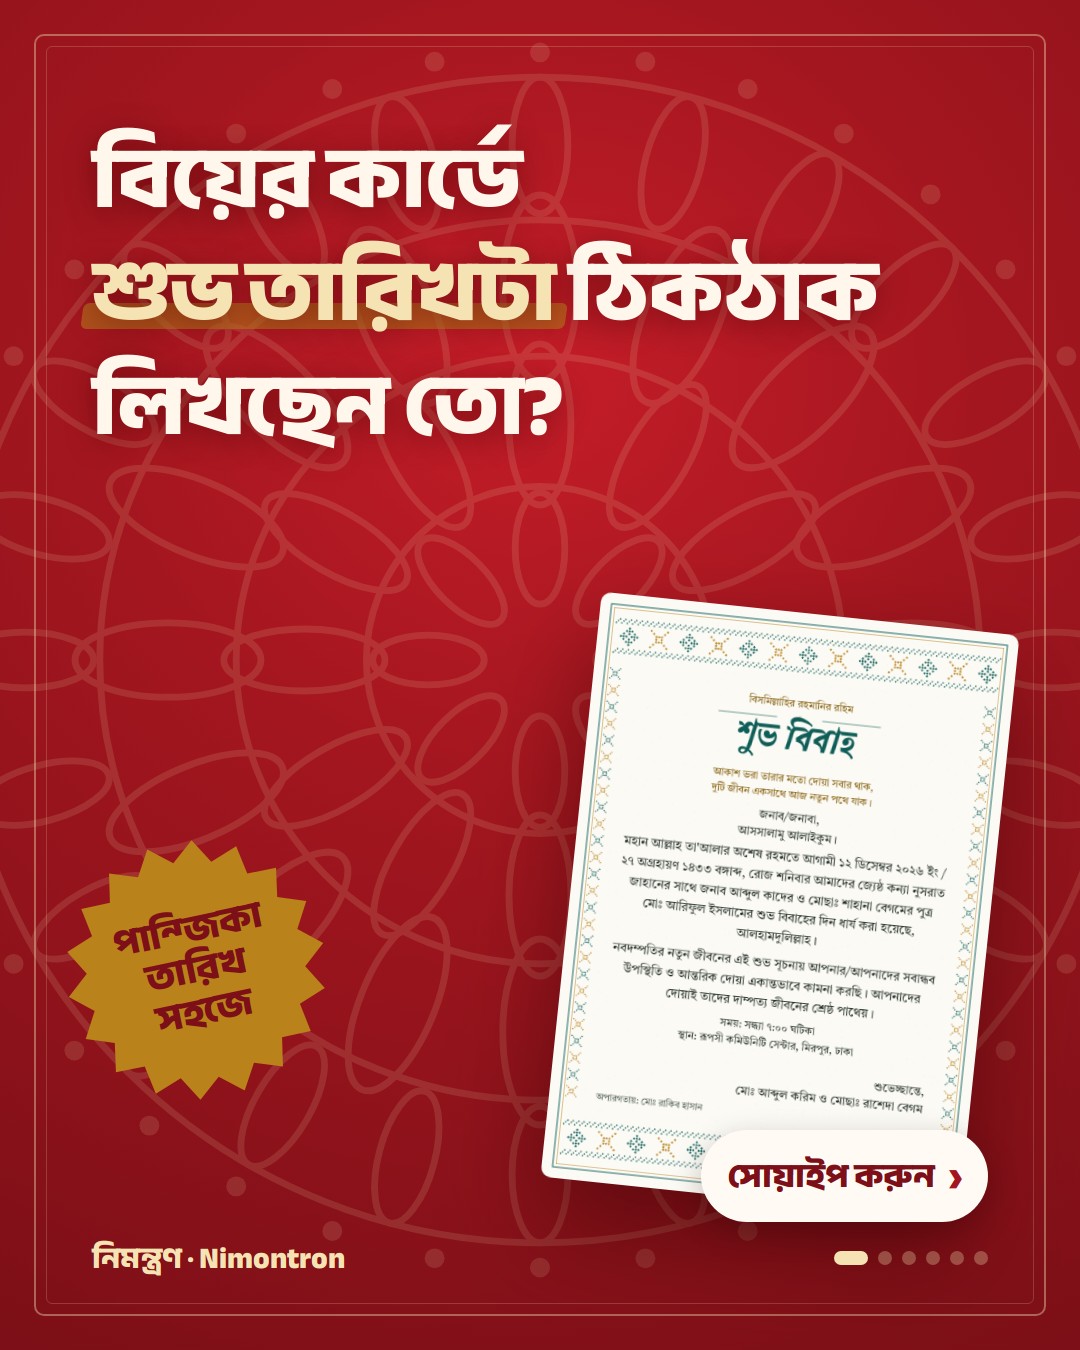 বিয়ের কার্ডে
শুভ তারিখটা ঠিকঠাক
লিখছেন তো?
বিসমিল্লাহির রহমানির রহিম
শুভ বিবাহ
আকাশ ভরা তারার মতো দোয়া সবার থাক,
দুটি জীবন একসাথে আজ নতুন পথে যাক।
জনাব/জনাবা,
আসসালামু আলাইকুম।
মহান আল্লাহ তা'আলার অশেষ রহমতে আগামী ১২ ডিসেম্বর ২০২৬ ইং /
২৭ অগ্রহায়ণ ১৪৩৩ বঙ্গাব্দ, রোজ শনিবার আমাদের জ্যেষ্ঠ কন্যা নুসরাত
জাহানের সাথে জনাব আব্দুল কাদের ও মোছাঃ শাহানা বেগমের পুত্র
মোঃ আরিফুল ইসলামের শুভ বিবাহের দিন ধার্য করা হয়েছে,
আলহামদুলিল্লাহ।
নবদম্পতির নতুন জীবনের এই শুভ সূচনায় আপনার/আপনাদের সবান্ধব
উপস্থিতি ও আন্তরিক দোয়া একান্তভাবে কামনা করছি। আপনাদের
দোয়াই তাদের দাম্পত্য জীবনের শ্রেষ্ঠ পাথেয়।
সময়: সন্ধ্যা ৭:০০ ঘটিকা
স্থান: রূপসী কমিউনিটি সেন্টার, মিরপুর, ঢাকা
শুভেচ্ছান্তে,
মোঃ আব্দুল করিম ও মোছাঃ রাশেদা বেগম
অপারগতায়: মোঃ রাকিব হাসান
পান্জিকা
তারিখ
সহজে
সোয়াইপ করুন ›
নিমন্ত্রণ · Nimontron